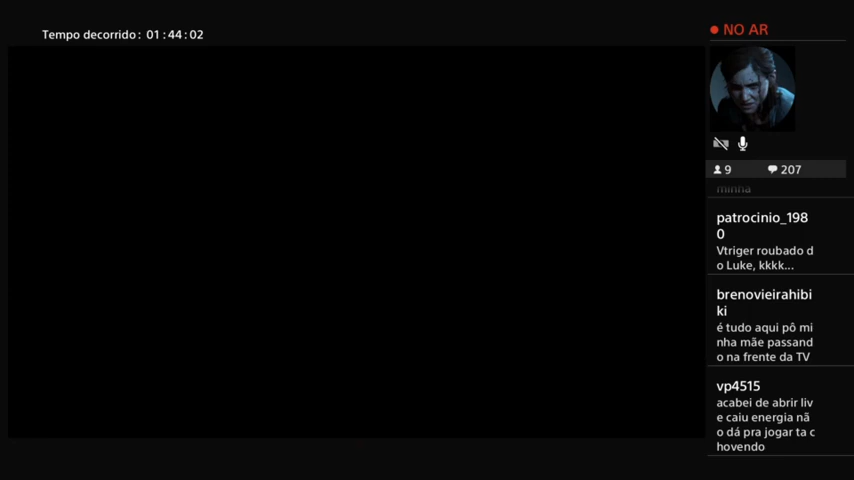 Tempo decorrido: 01:44:02
NO AR
9 207
minha
patrocinio_198
0
Vtriger roubado d
o Luke, kkkk...
brenovieirahibi
ki
é tudo aqui pô mi
nha mãe passand
o na frente da TV
vp4515
acabei de abrir liv
e caiu energia nã
o dá pra jogar ta c
hovendo